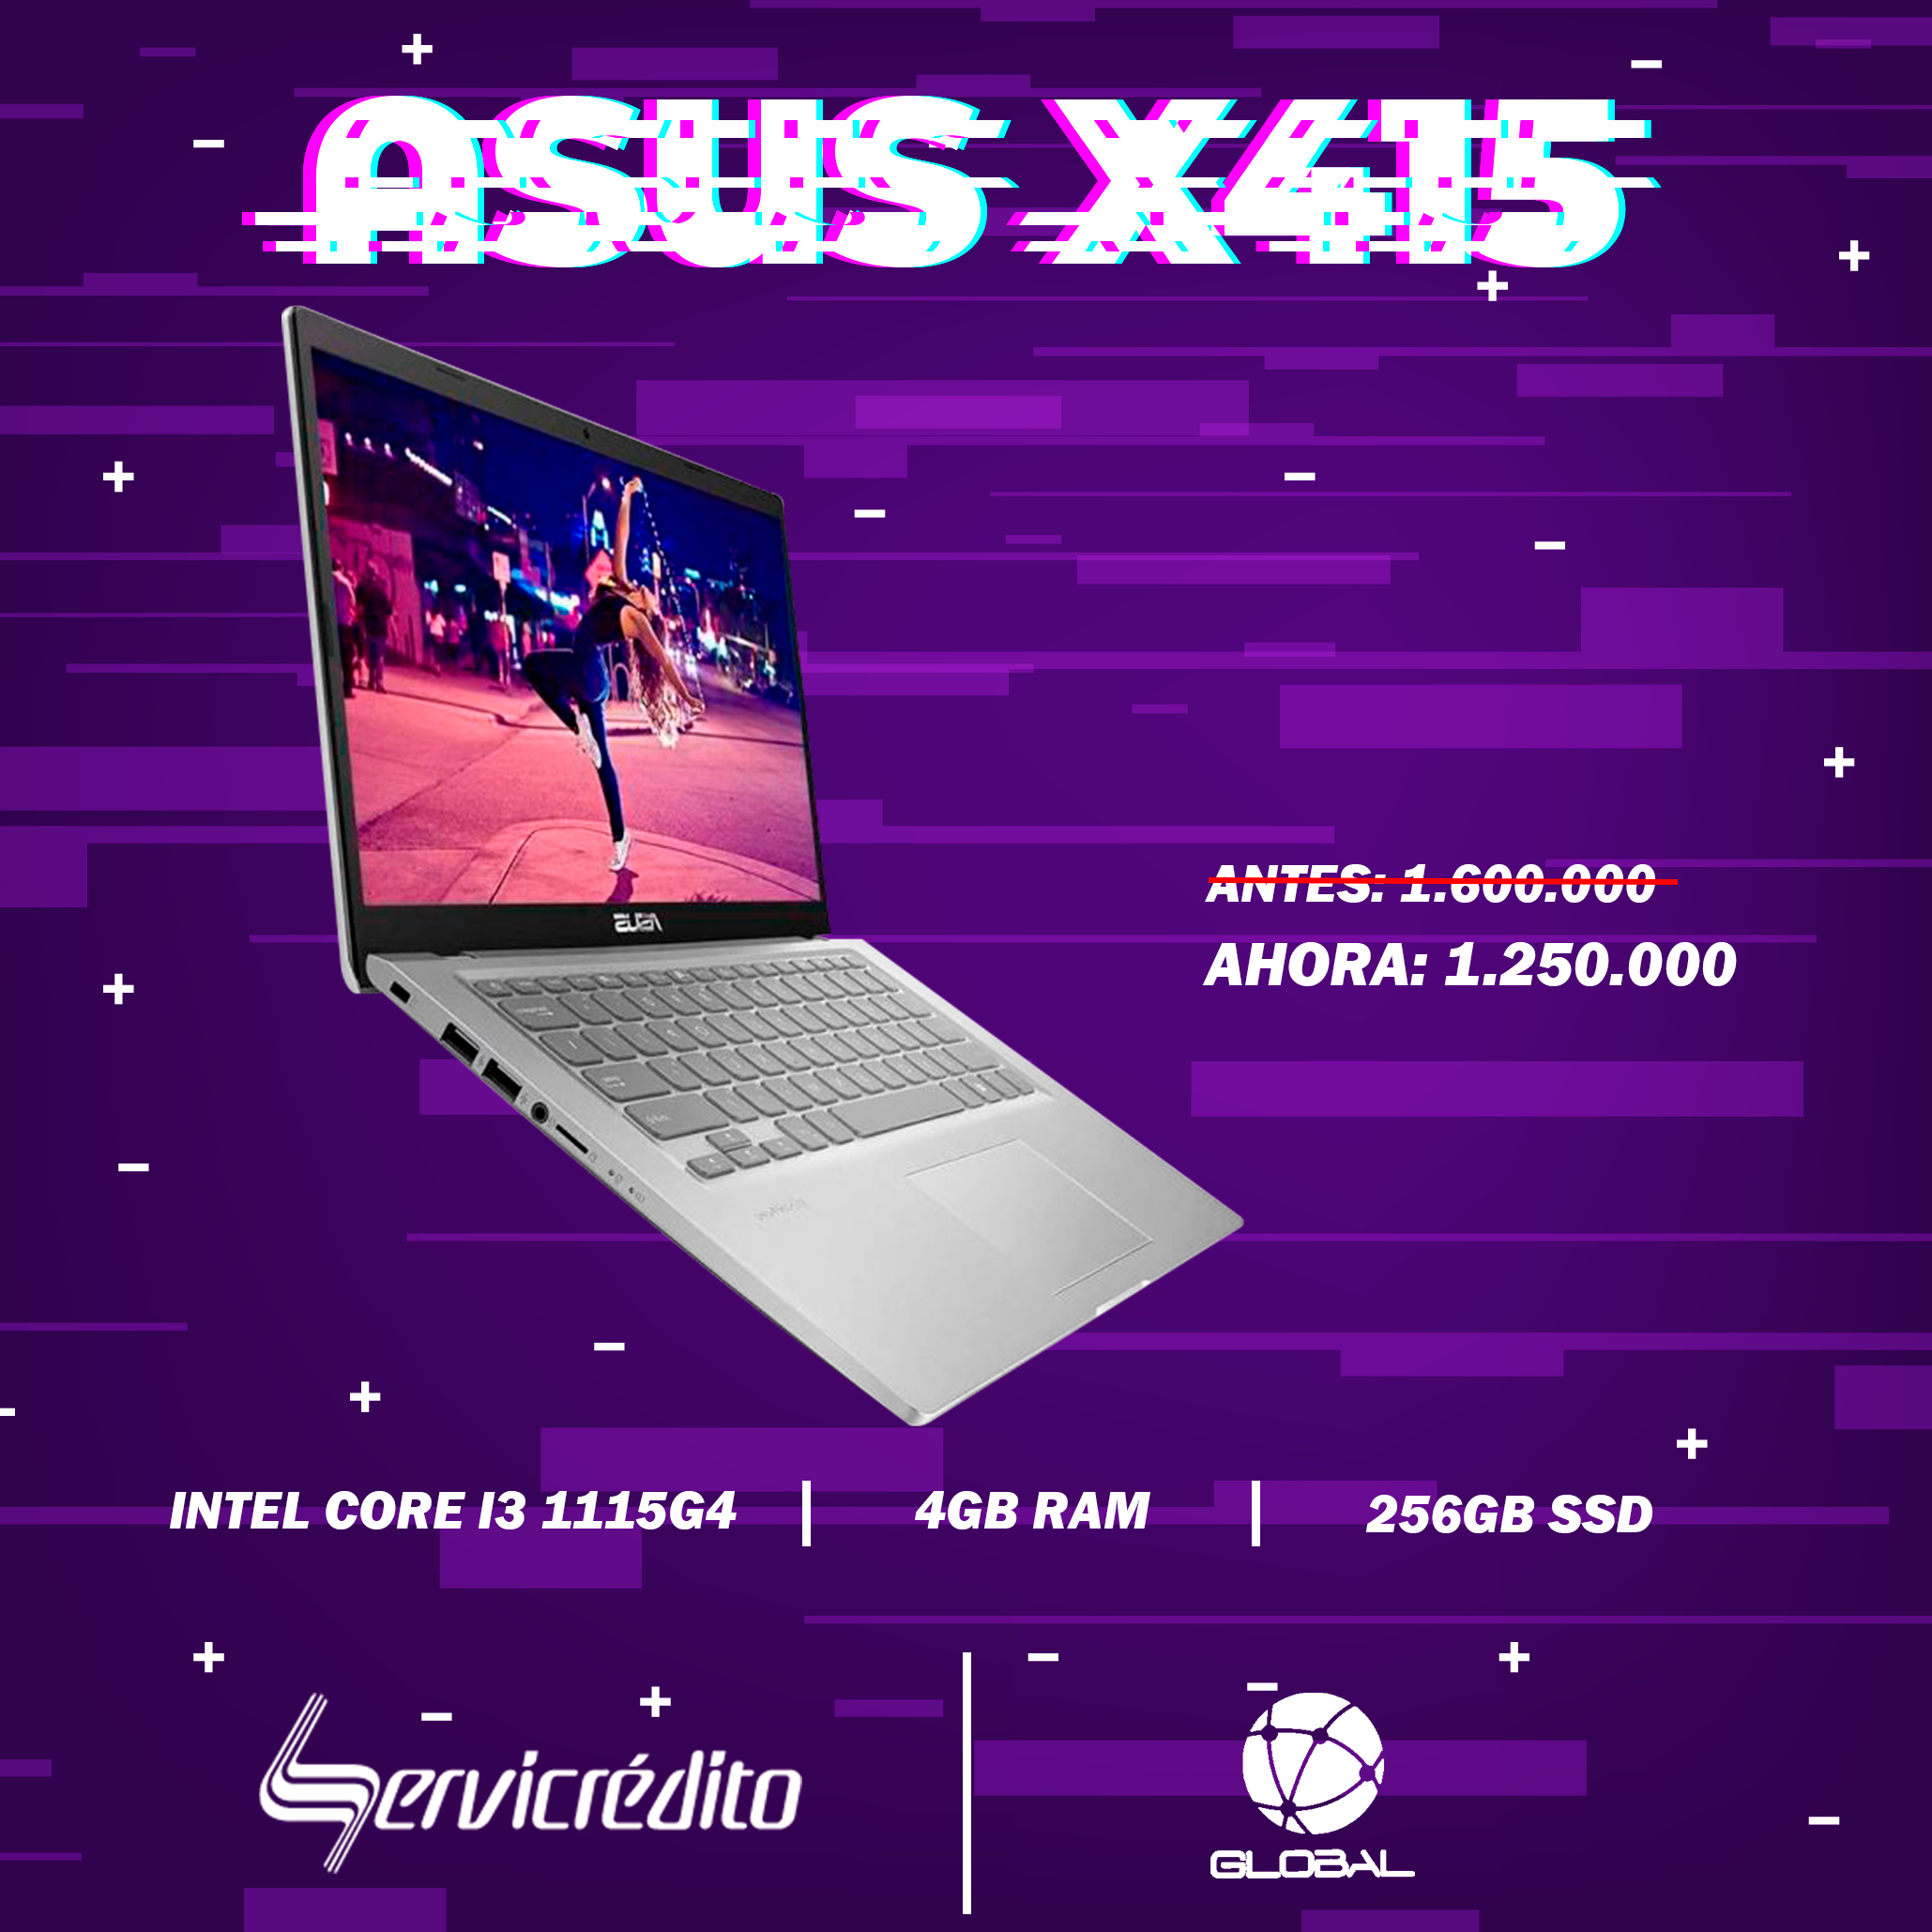 ASUS X415
ANTES: 1.600.000
AHORA: 1.250.000
INTEL CORE I3 1115G4 | 4GB RAM | 256GB SSD
Servicrédito
GLOBAL